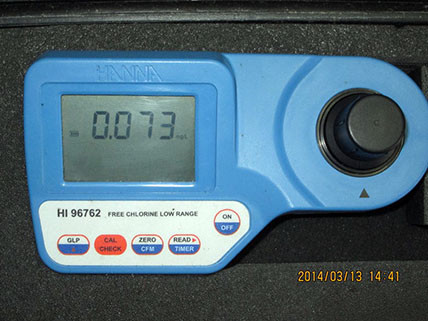 HANNA
0.073 mg/L
HI 96762 FREE CHLORINE LOW RANGE
ON
OFF
GLP
CAL
CHECK
ZERO
CFM
READ
TIMER
2014/03/13 14:41